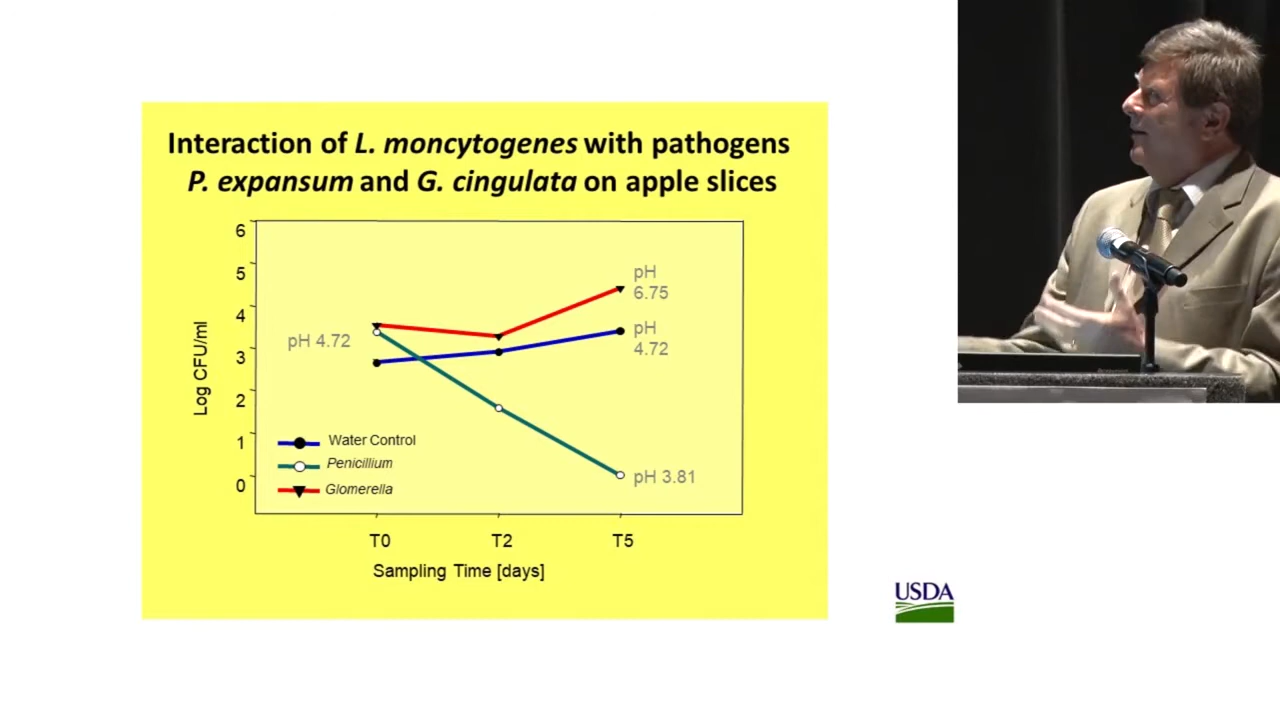 Interaction of L. moncytogenes with pathogens
P. expansum and G. cingulata on apple slices
6
5
4
3
2
1
0
Log CFU/ml
pH 4.72
pH
6.75
pH
4.72
pH 3.81
Water Control
Penicillium
Glomerella
T0 T2 T5
Sampling Time [days]
USDA